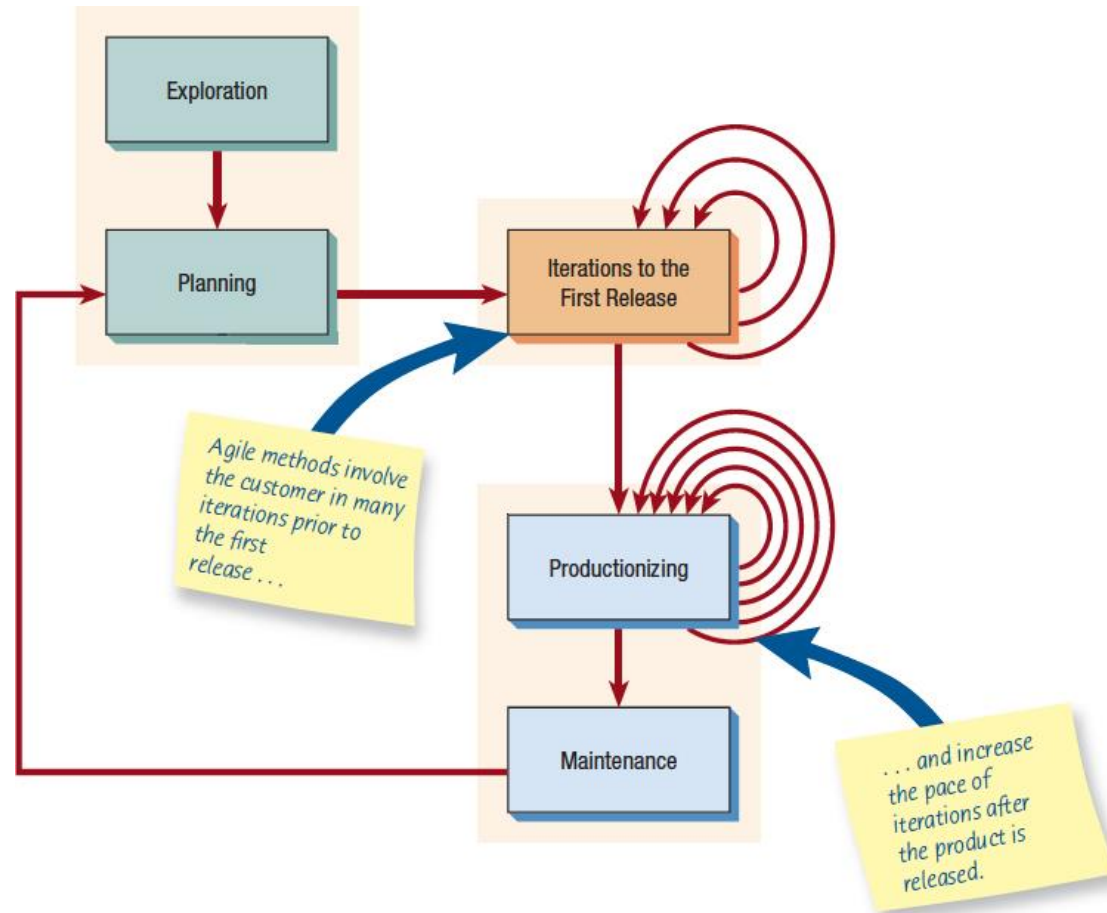 Exploration
Planning
Iterations to the
First Release
Agile methods involve
the customer in many
iterations prior to
the first
release . . .
Productionizing
Maintenance
. . . and increase
the pace of
iterations after
the product is
released.